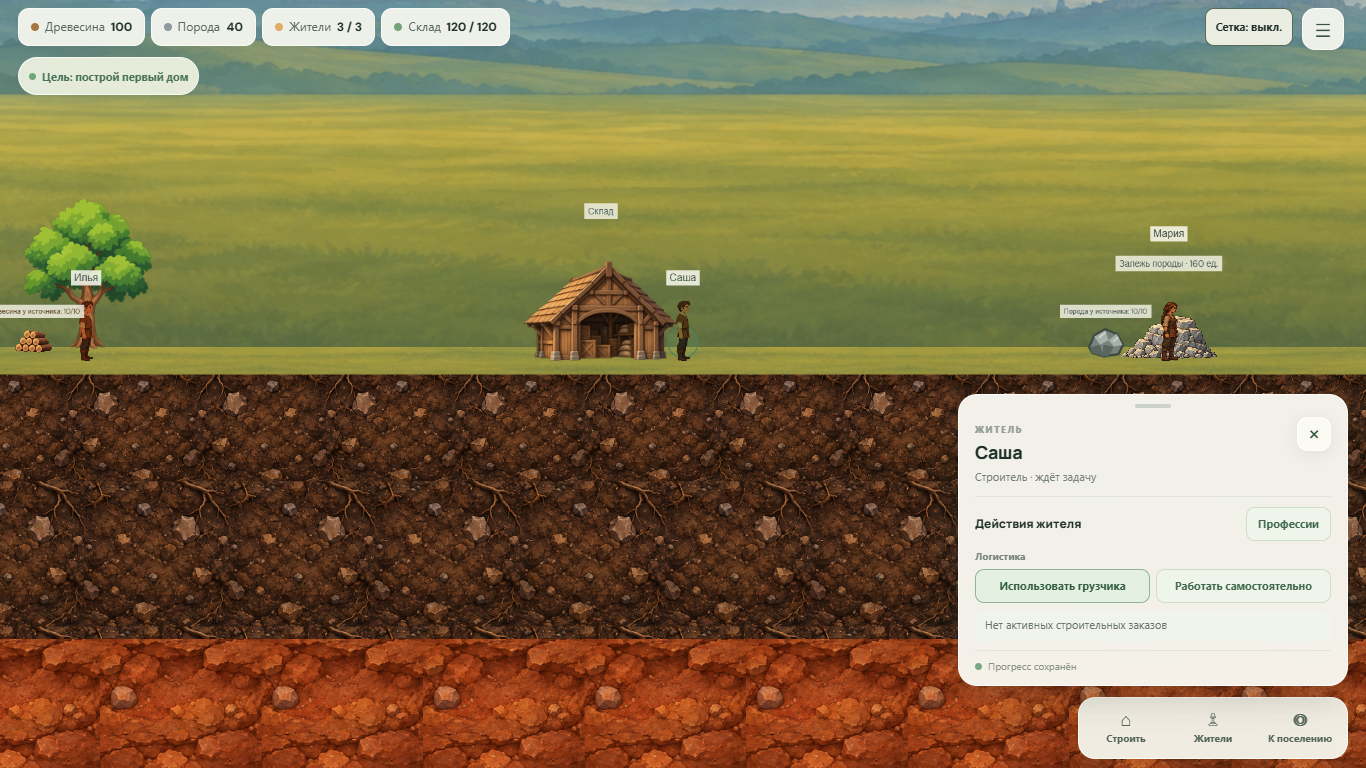 Древесина 100
Порода 40
Жители 3 / 3
Склад 120 / 120
Сетка: выкл.
Цель: построй первый дом
Склад
Мария
Залежь породы · 160 ед.
Илья
Саша
весина у источника: 10/10
Порода у источника: 10/10
ЖИТЕЛЬ
Саша
Строитель · ждёт задачу
Действия жителя
Профессии
Логистика
Использовать грузчика
Работать самостоятельно
Нет активных строительных заказов
Прогресс сохранён
Строить
Жители
К поселению